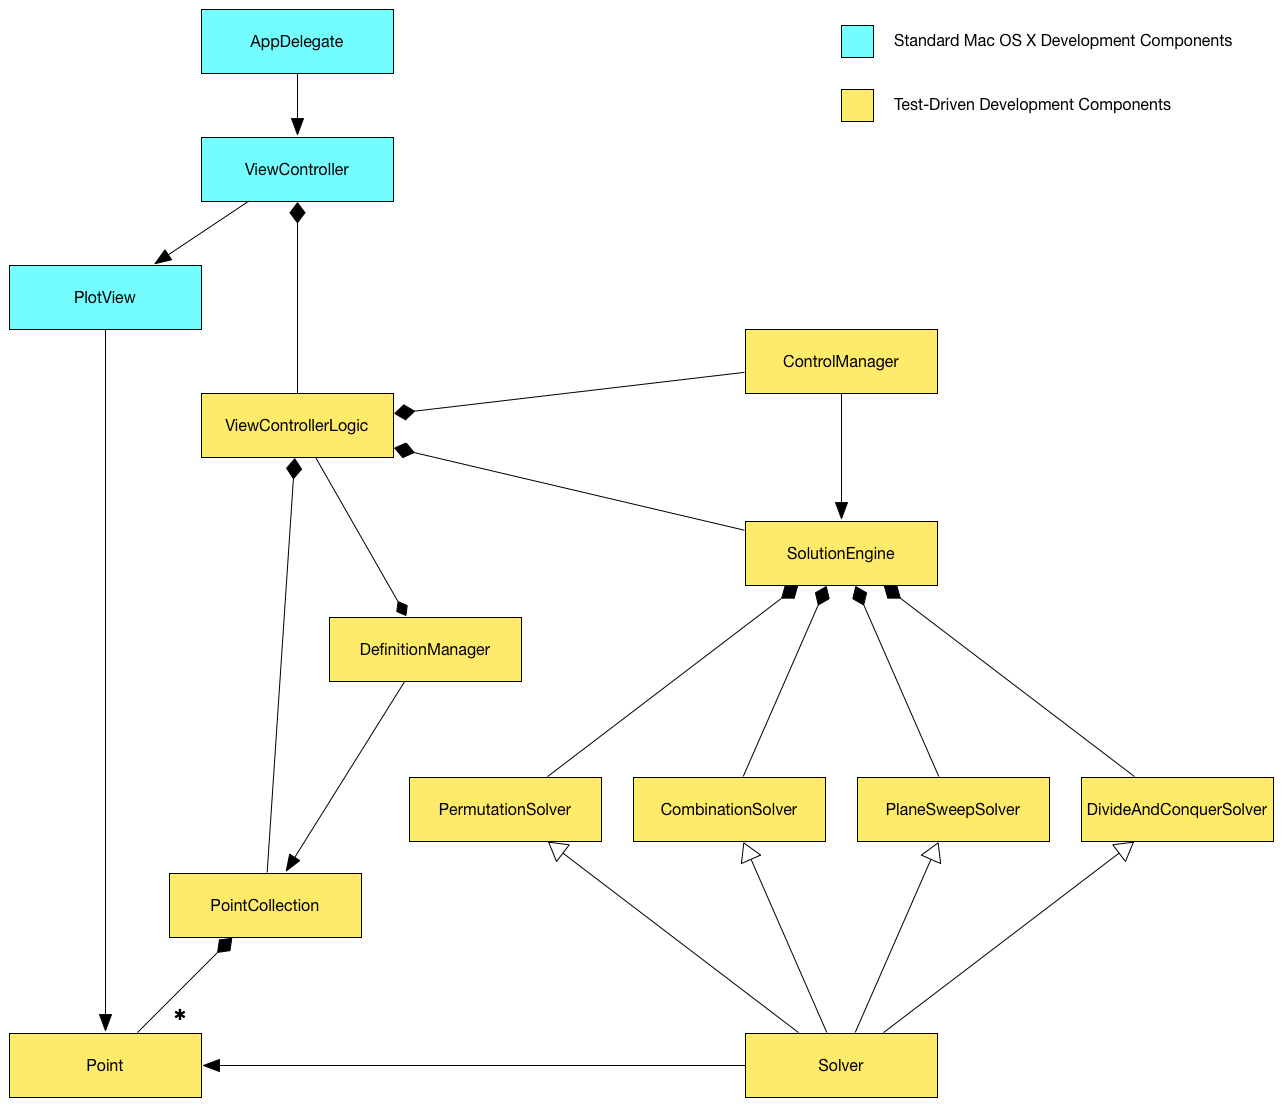 AppDelegate
Standard Mac OS X Development Components
Test-Driven Development Components
ViewController
PlotView
ControlManager
ViewControllerLogic
SolutionEngine
DefinitionManager
PermutationSolver
CombinationSolver
PlaneSweepSolver
DivideAndConquerSolver
PointCollection
*
Point
Solver